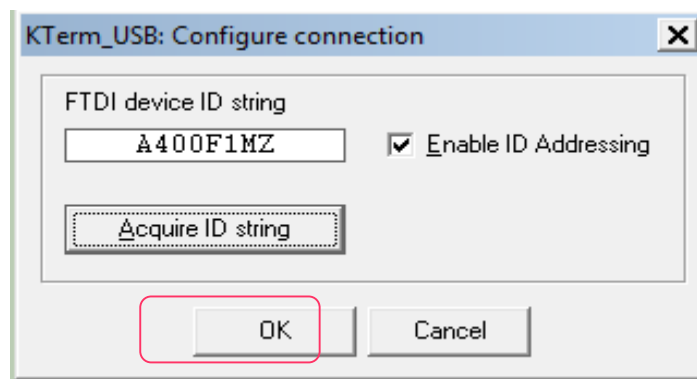 KTerm_USB: Configure connection
FTDI device ID string
A400F1MZ
Enable ID Addressing
Acquire ID string
OK
Cancel